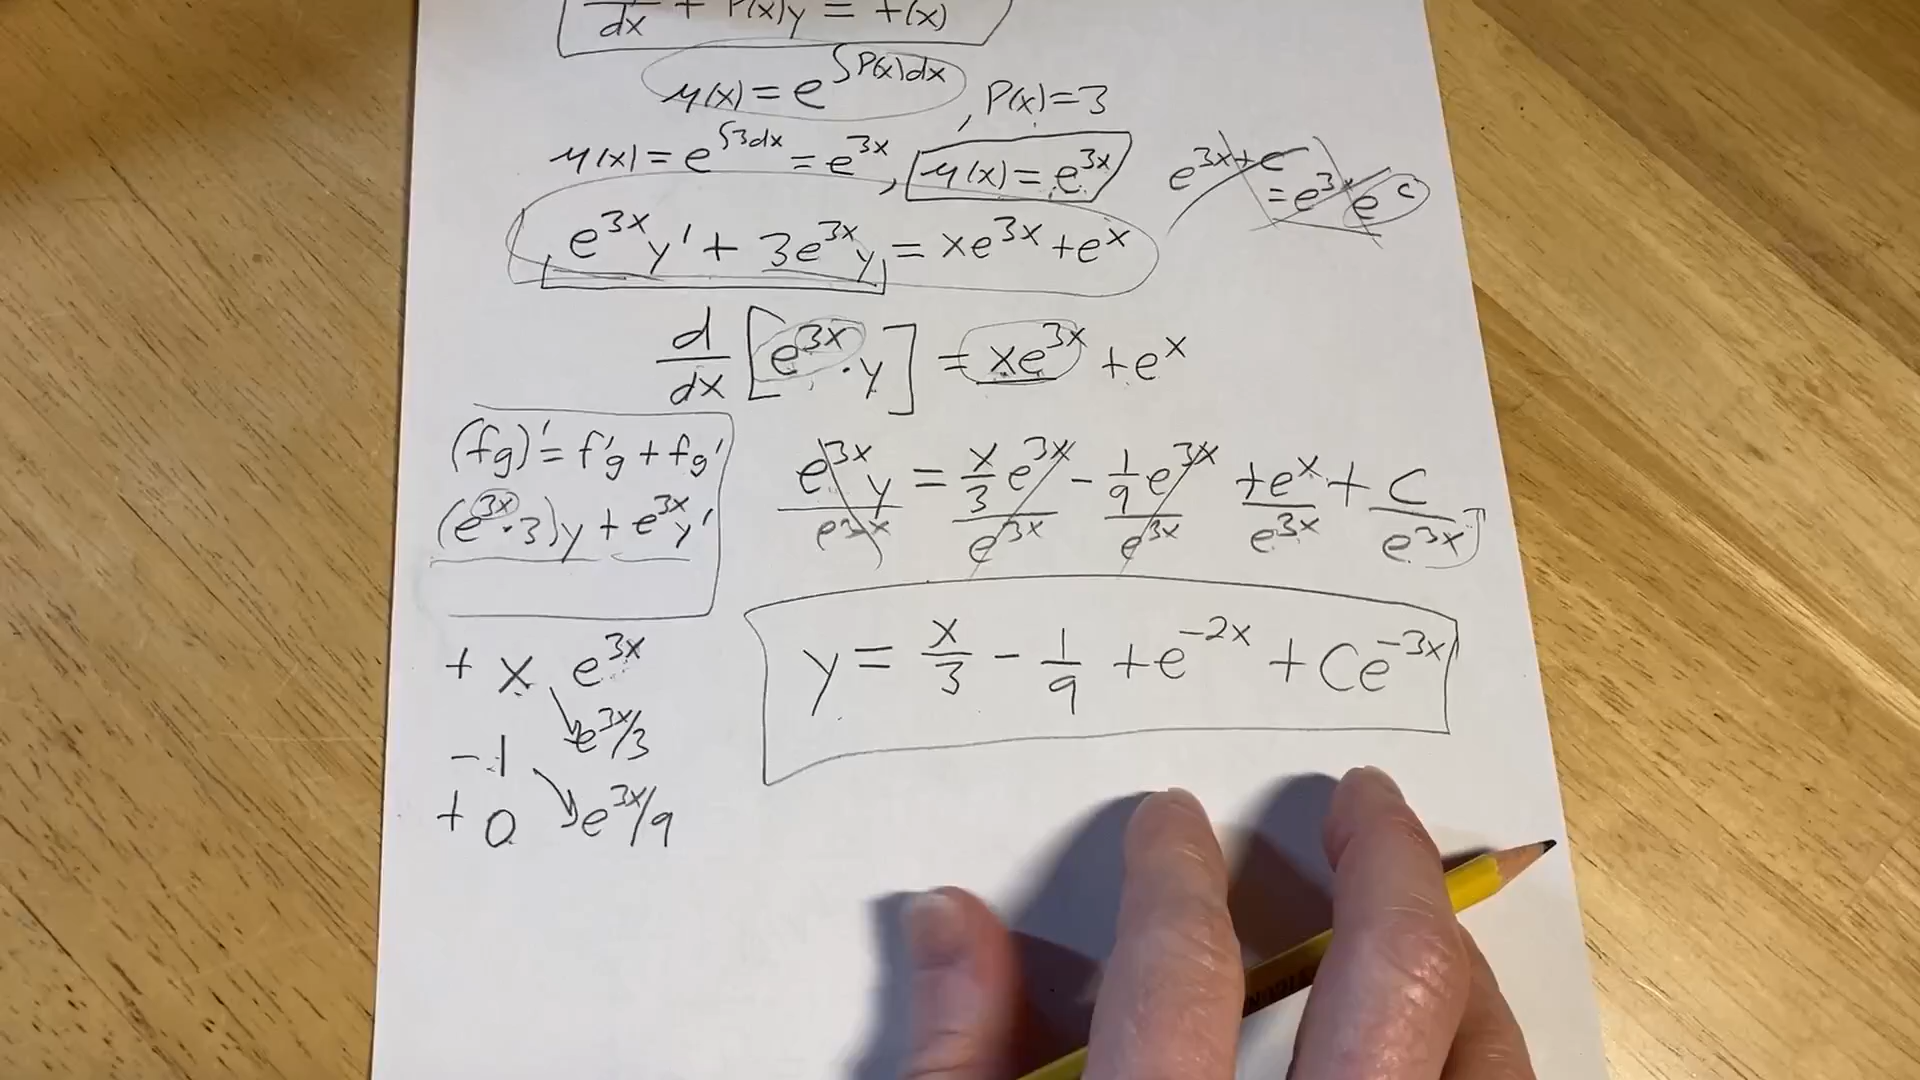 dx + P(x)y = f(x)
μ(x) = e^∫P(x)dx , P(x) = 3
μ(x) = e^∫3dx = e^3x , μ(x) = e^3x
e^3x+c
= e^3x e^c
e^3x y' + 3e^3x y = xe^3x + e^x
d/dx [e^3x · y] = xe^3x + e^x
(fg)' = f'g + fg'
(e^3x · 3)y + e^3x y'
e^3x y / e^3x = x/3 e^3x / e^3x - 1/9 e^3x / e^3x + e^x / e^3x + C / e^3x
y = x/3 - 1/9 + e^-2x + Ce^-3x
+ x e^3x
- 1 e^3x/3
+ 0 e^3x/9